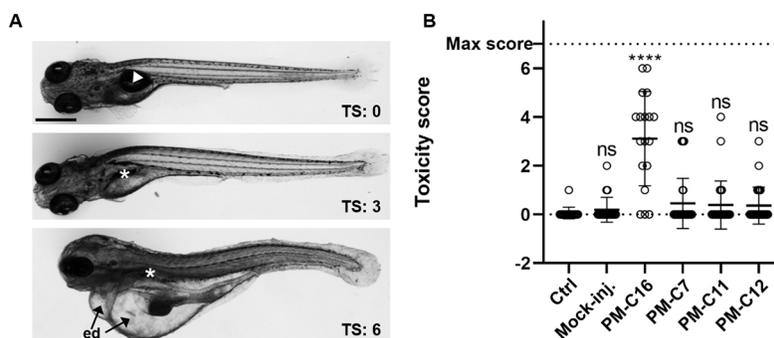 A
TS: 0
*
TS: 3
*
ed
TS: 6
B
Max score
****
ns
ns
ns
ns
Toxicity score
6
4
2
0
-2
Ctrl
Mock-inj.
PM-C16
PM-C7
PM-C11
PM-C12